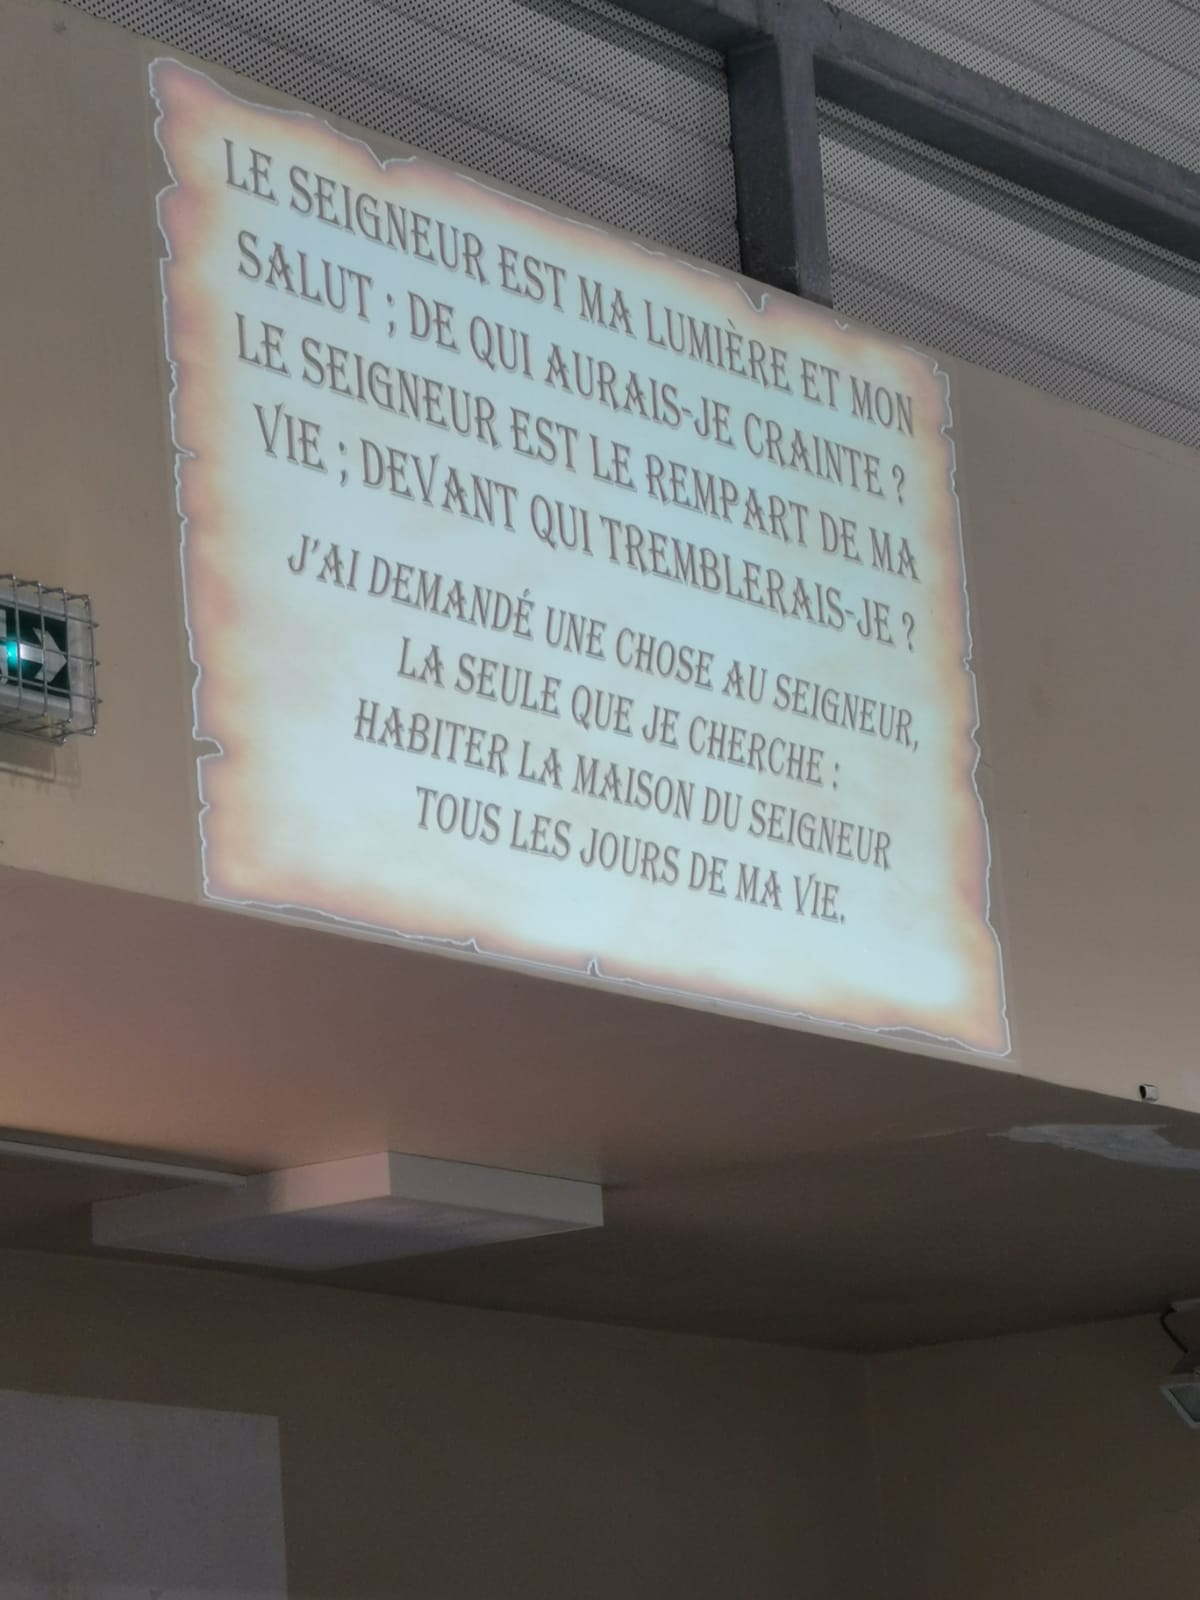 LE SEIGNEUR EST MA LUMIÈRE ET MON
SALUT ; DE QUI AURAIS-JE CRAINTE ?
LE SEIGNEUR EST LE REMPART DE MA
VIE ; DEVANT QUI TREMBLERAIS-JE ?
J'AI DEMANDÉ UNE CHOSE AU SEIGNEUR,
LA SEULE QUE JE CHERCHE :
HABITER LA MAISON DU SEIGNEUR
TOUS LES JOURS DE MA VIE.